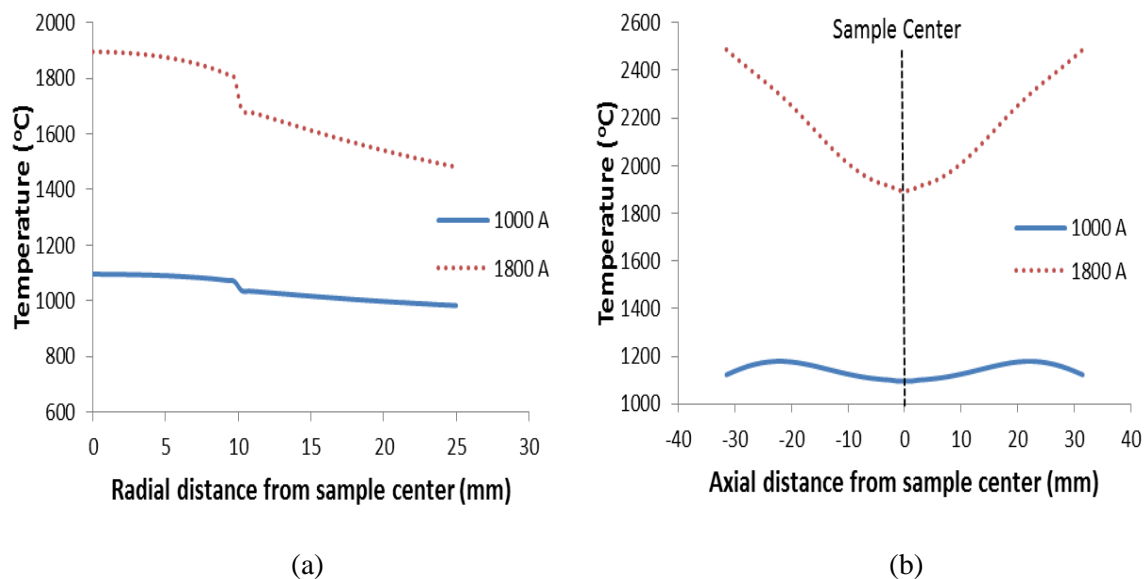 2000
1800
1600
1400
1200
1000
800
600
0 5 10 15 20 25 30
Temperature (°C)
Radial distance from sample center (mm)
1000 A
1800 A
(a)
Sample Center
2600
2400
2200
2000
1800
1600
1400
1200
1000
-40 -30 -20 -10 0 10 20 30 40
Temperature (°C)
Axial distance from sample center (mm)
1000 A
1800 A
(b)